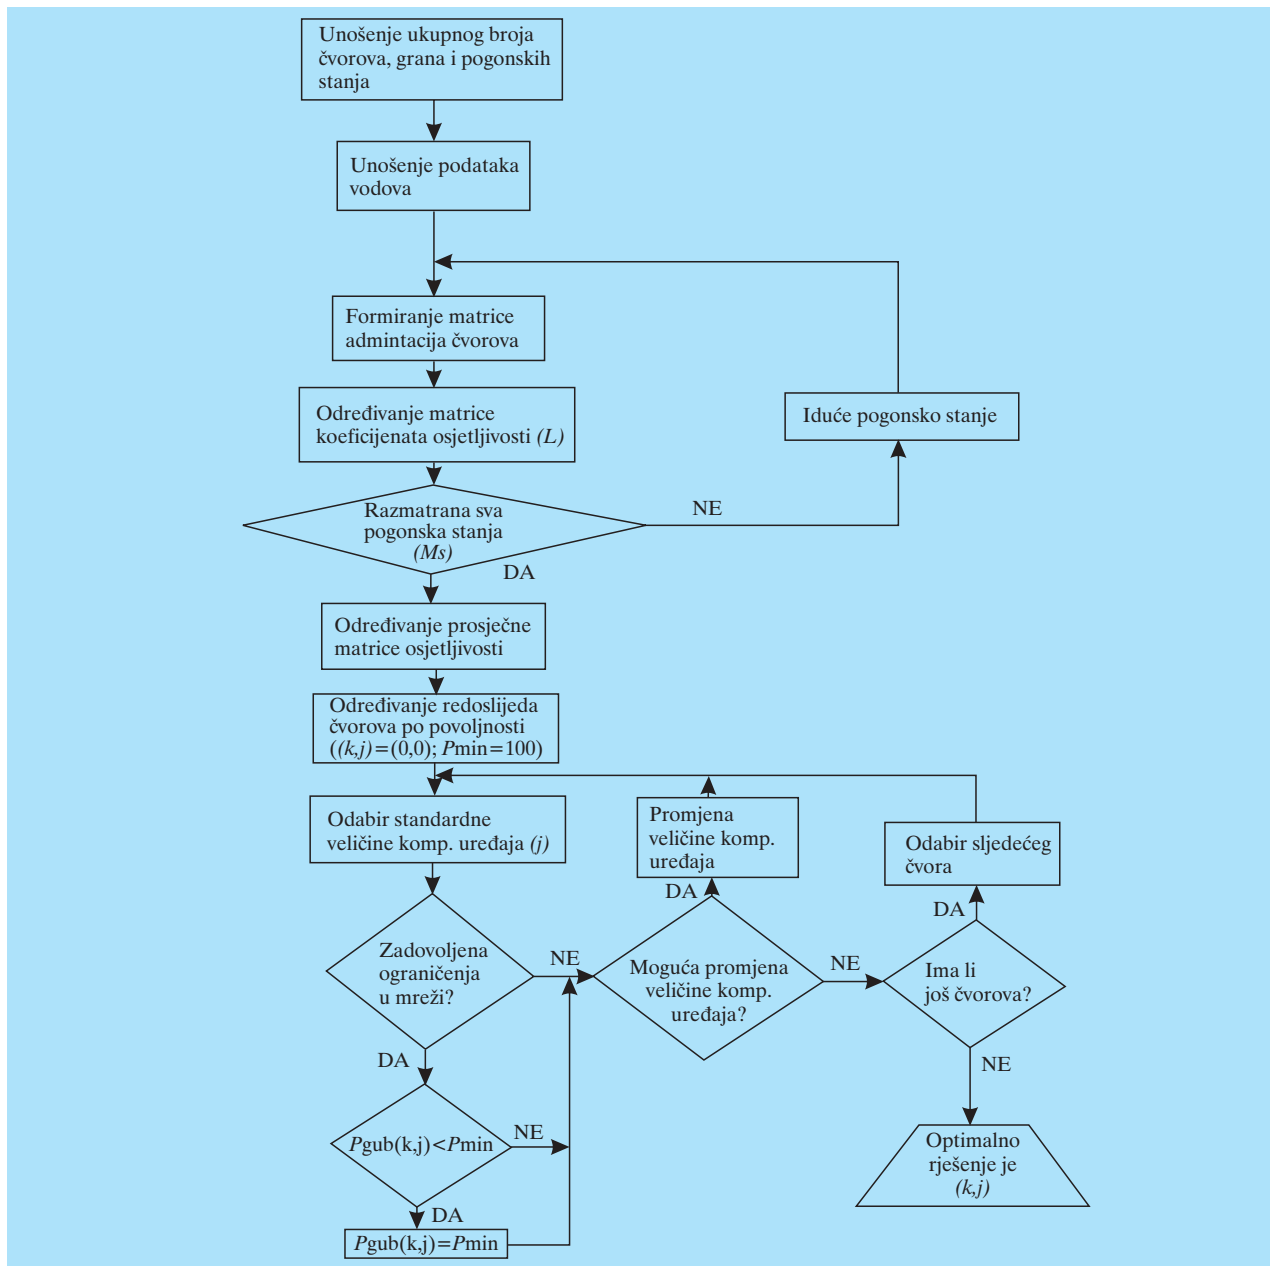 Unošenje ukupnog broja
čvorova, grana i pogonskih
stanja
Unošenje podataka
vodova
Formiranje matrice
admintacija čvorova
Određivanje matrice
koeficijenata osjetljivosti (L)
Iduće pogonsko stanje
Razmatrana sva
pogonska stanja
(Ms)
NE
DA
Određivanje prosječne
matrice osjetljivosti
Određivanje redoslijeda
čvorova po povoljnosti
((k,j)=(0,0); Pmin=100)
Odabir standardne
veličine komp. uređaja (j)
Promjena
veličine komp.
uređaja
Odabir sljedećeg
čvora
DA
DA
Zadovoljena
ograničenja
u mreži?
NE
Moguća promjena
veličine komp.
uređaja?
NE
Ima li
još čvorova?
DA
NE
Pgub(k,j)<Pmin
NE
Optimalno
rješenje je
(k,j)
DA
Pgub(k,j)=Pmin